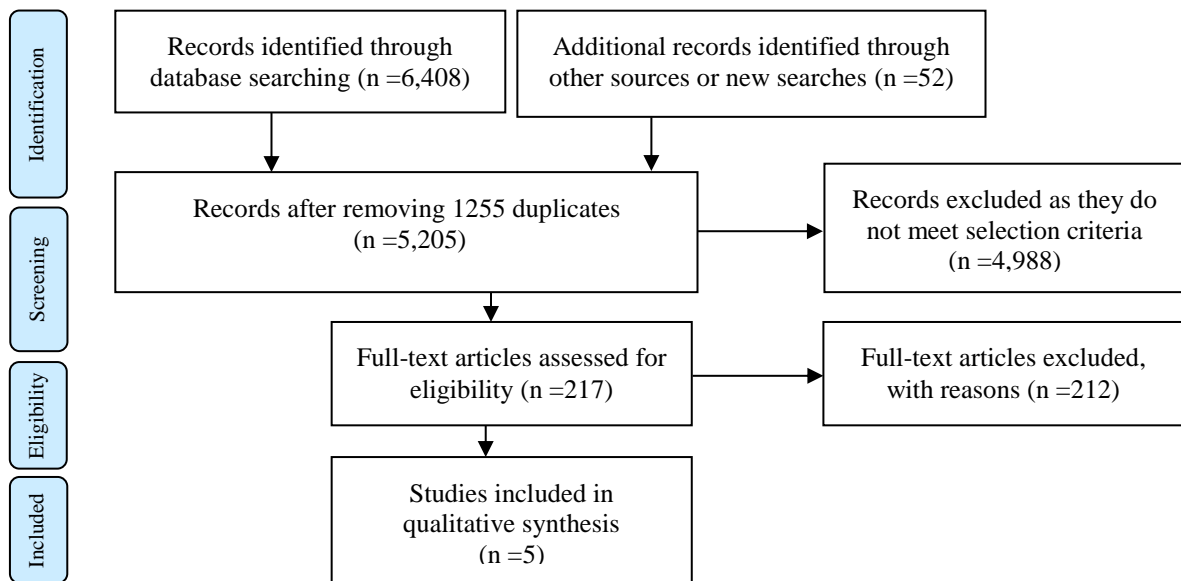 Identification
Records identified through
database searching (n =6,408)
Additional records identified through
other sources or new searches (n =52)
Screening
Records after removing 1255 duplicates
(n =5,205)
Records excluded as they do
not meet selection criteria
(n =4,988)
Eligibility
Full-text articles assessed for
eligibility (n =217)
Full-text articles excluded,
with reasons (n =212)
Included
Studies included in
qualitative synthesis
(n =5)